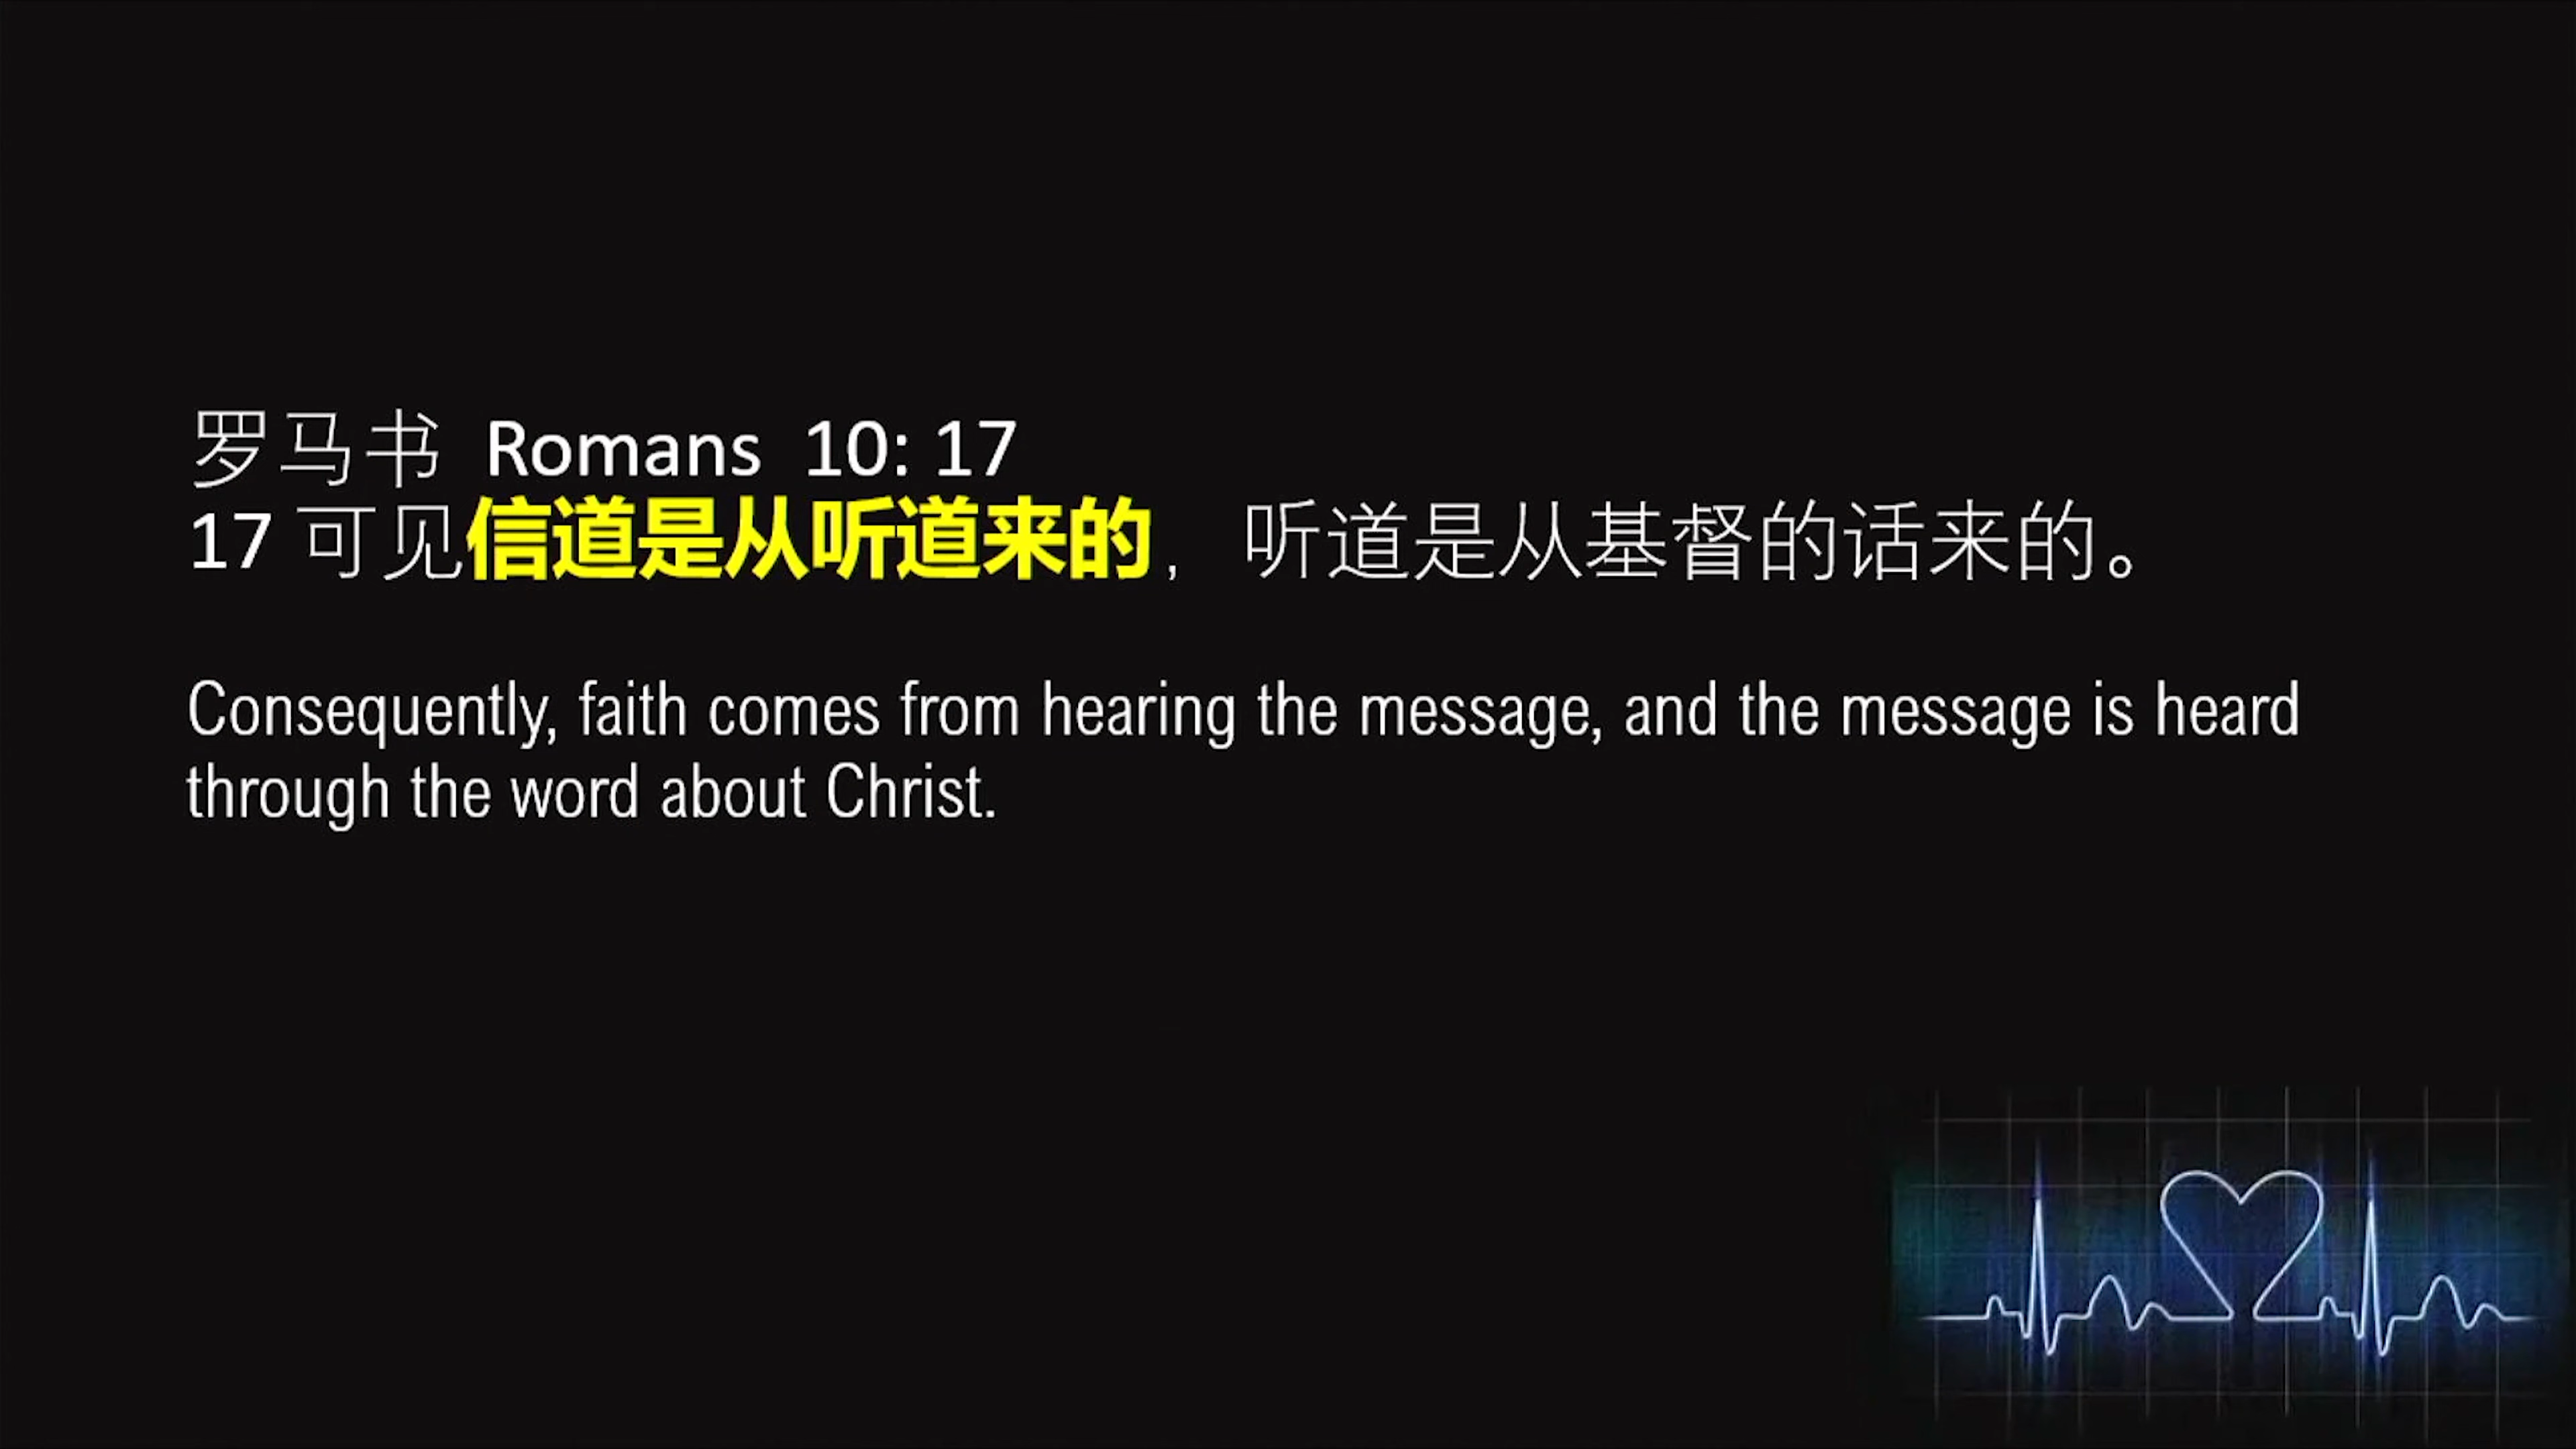 罗马书 Romans 10: 17
17 可见信道是从听道来的， 听道是从基督的话来的。
Consequently, faith comes from hearing the message, and the message is heard
through the word about Christ.